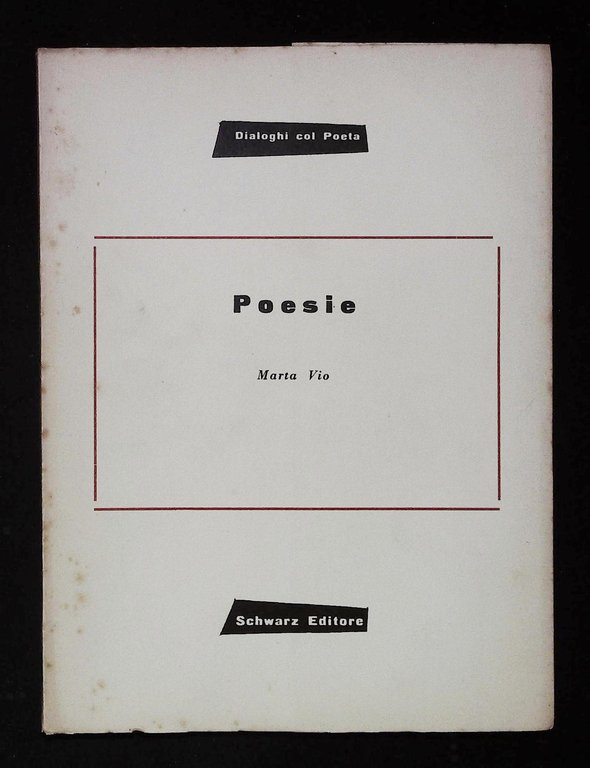 Dialoghi col Poeta
Poesie
Marta Vio
Schwarz Editore